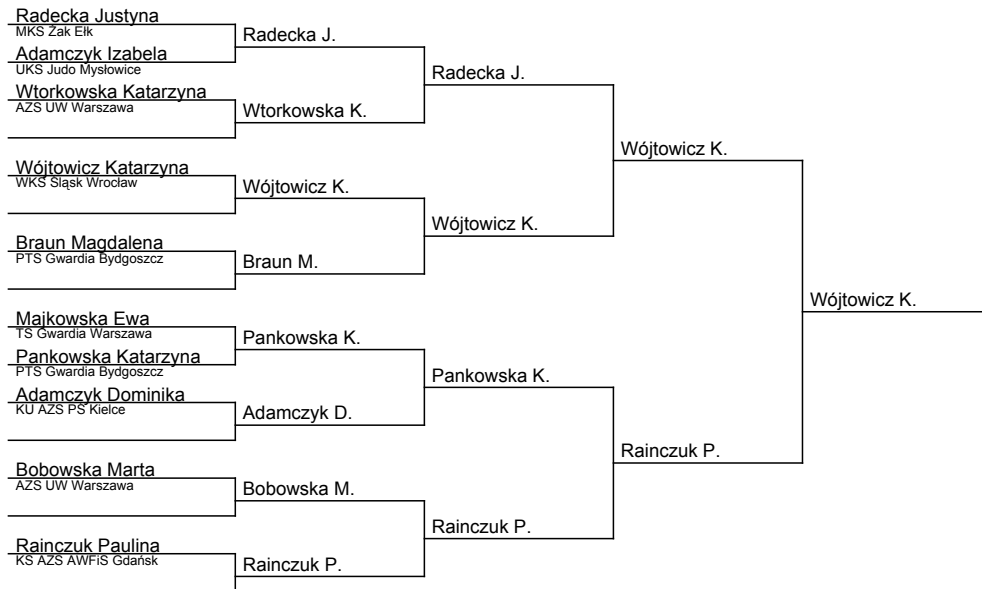 Radecka Justyna
MKS Żak Ełk
Adamczyk Izabela
UKS Judo Mysłowice
Wtorkowska Katarzyna
AZS UW Warszawa
Wójtowicz Katarzyna
WKS Śląsk Wrocław
Braun Magdalena
PTS Gwardia Bydgoszcz
Majkowska Ewa
TS Gwardia Warszawa
Pankowska Katarzyna
PTS Gwardia Bydgoszcz
Adamczyk Dominika
KU AZS PŚ Kielce
Bobowska Marta
AZS UW Warszawa
Rainczuk Paulina
KS AZS AWFiS Gdańsk
Radecka J.
Wtorkowska K.
Wójtowicz K.
Braun M.
Pankowska K.
Adamczyk D.
Bobowska M.
Rainczuk P.
Radecka J.
Wójtowicz K.
Pankowska K.
Rainczuk P.
Wójtowicz K.
Rainczuk P.
Wójtowicz K.